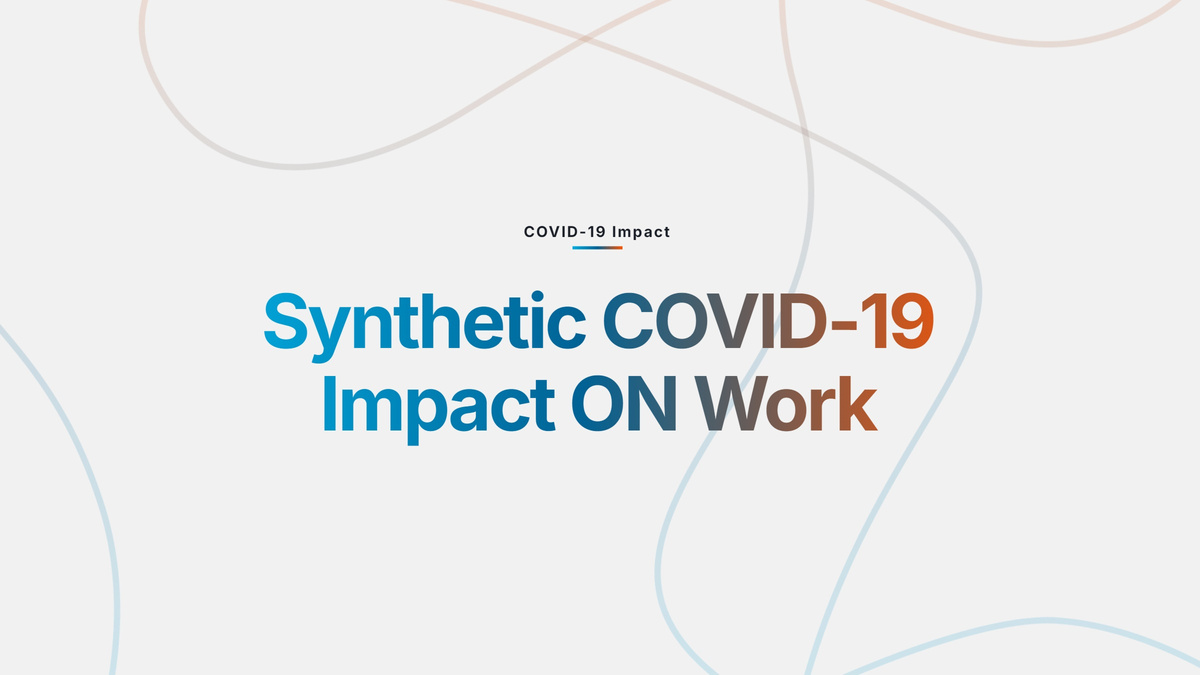 COVID-19 Impact
Synthetic COVID-19
Impact ON Work